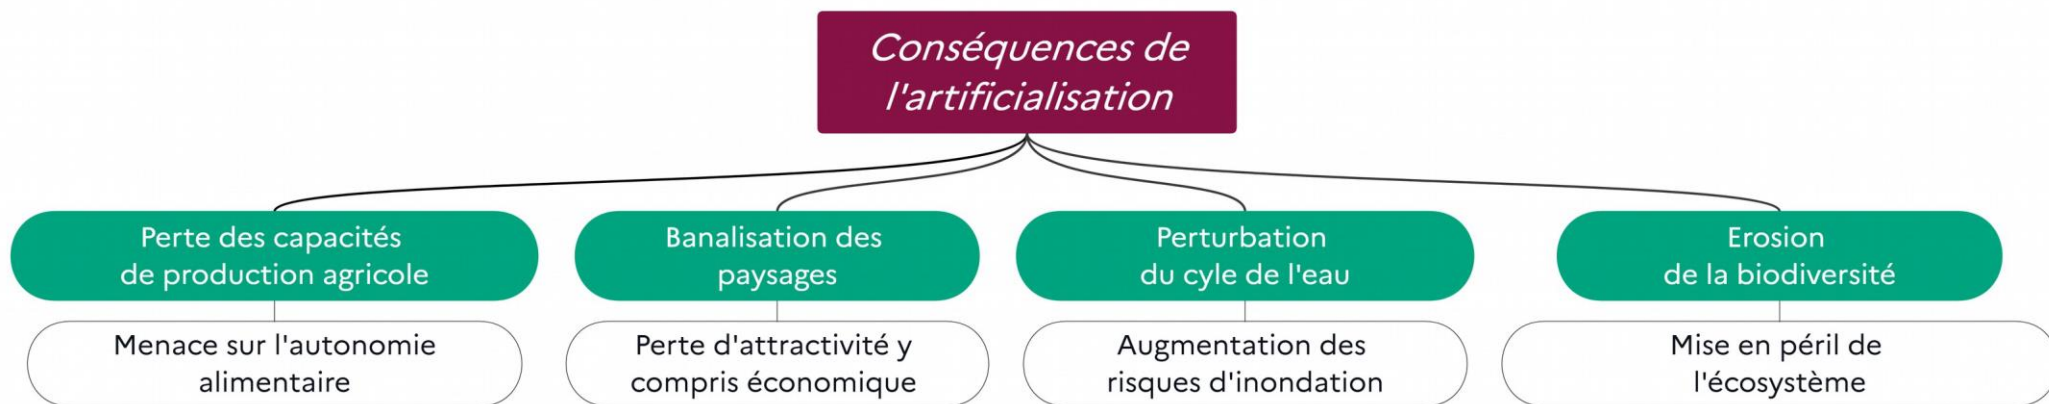 Conséquences de
l'artificialisation
Perte des capacités
de production agricole
Banalisation des
paysages
Perturbation
du cyle de l'eau
Erosion
de la biodiversité
Menace sur l'autonomie
alimentaire
Perte d'attractivité y
compris économique
Augmentation des
risques d'inondation
Mise en péril de
l'écosystème